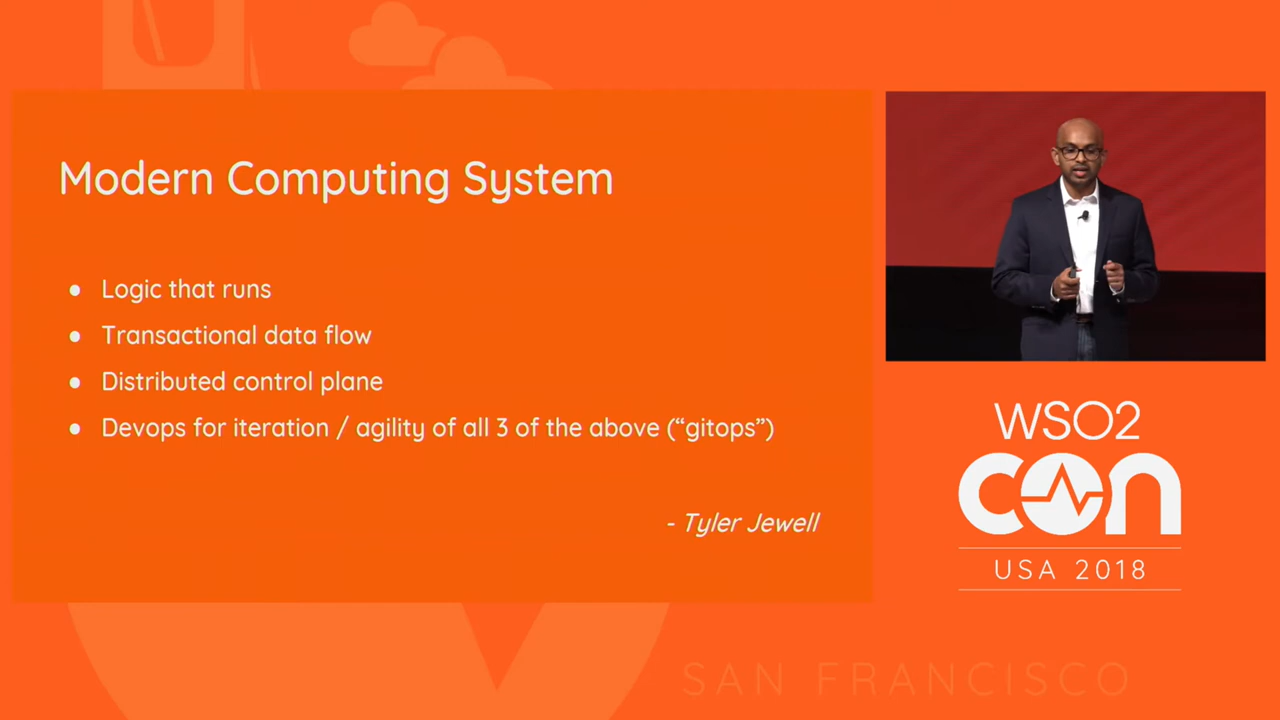 Modern Computing System
● Logic that runs
● Transactional data flow
● Distributed control plane
● Devops for iteration / agility of all 3 of the above (“gitops”)
- Tyler Jewell
WSO2
con
USA 2018
SAN FRANCISCO